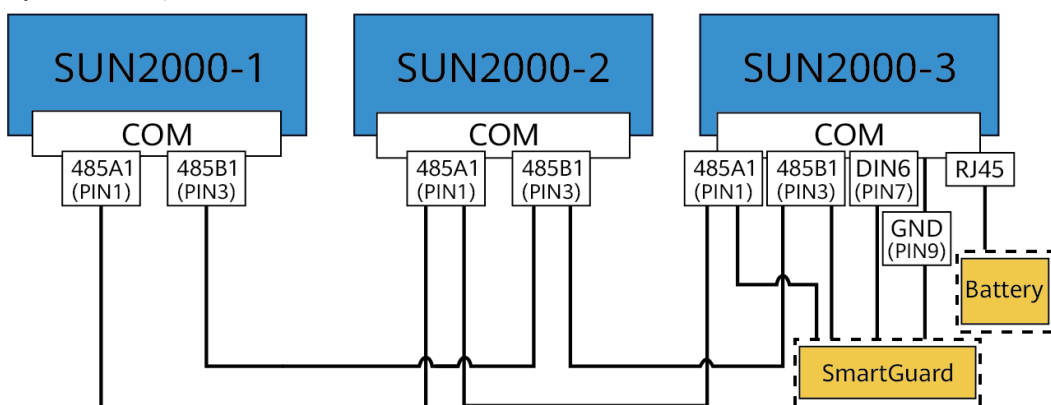 SUN2000-1
SUN2000-2
SUN2000-3
COM
COM
COM
485A1
(PIN1)
485B1
(PIN3)
485A1
(PIN1)
485B1
(PIN3)
485A1
(PIN1)
485B1
(PIN3)
DIN6
(PIN7)
RJ45
GND
(PIN9)
Battery
SmartGuard